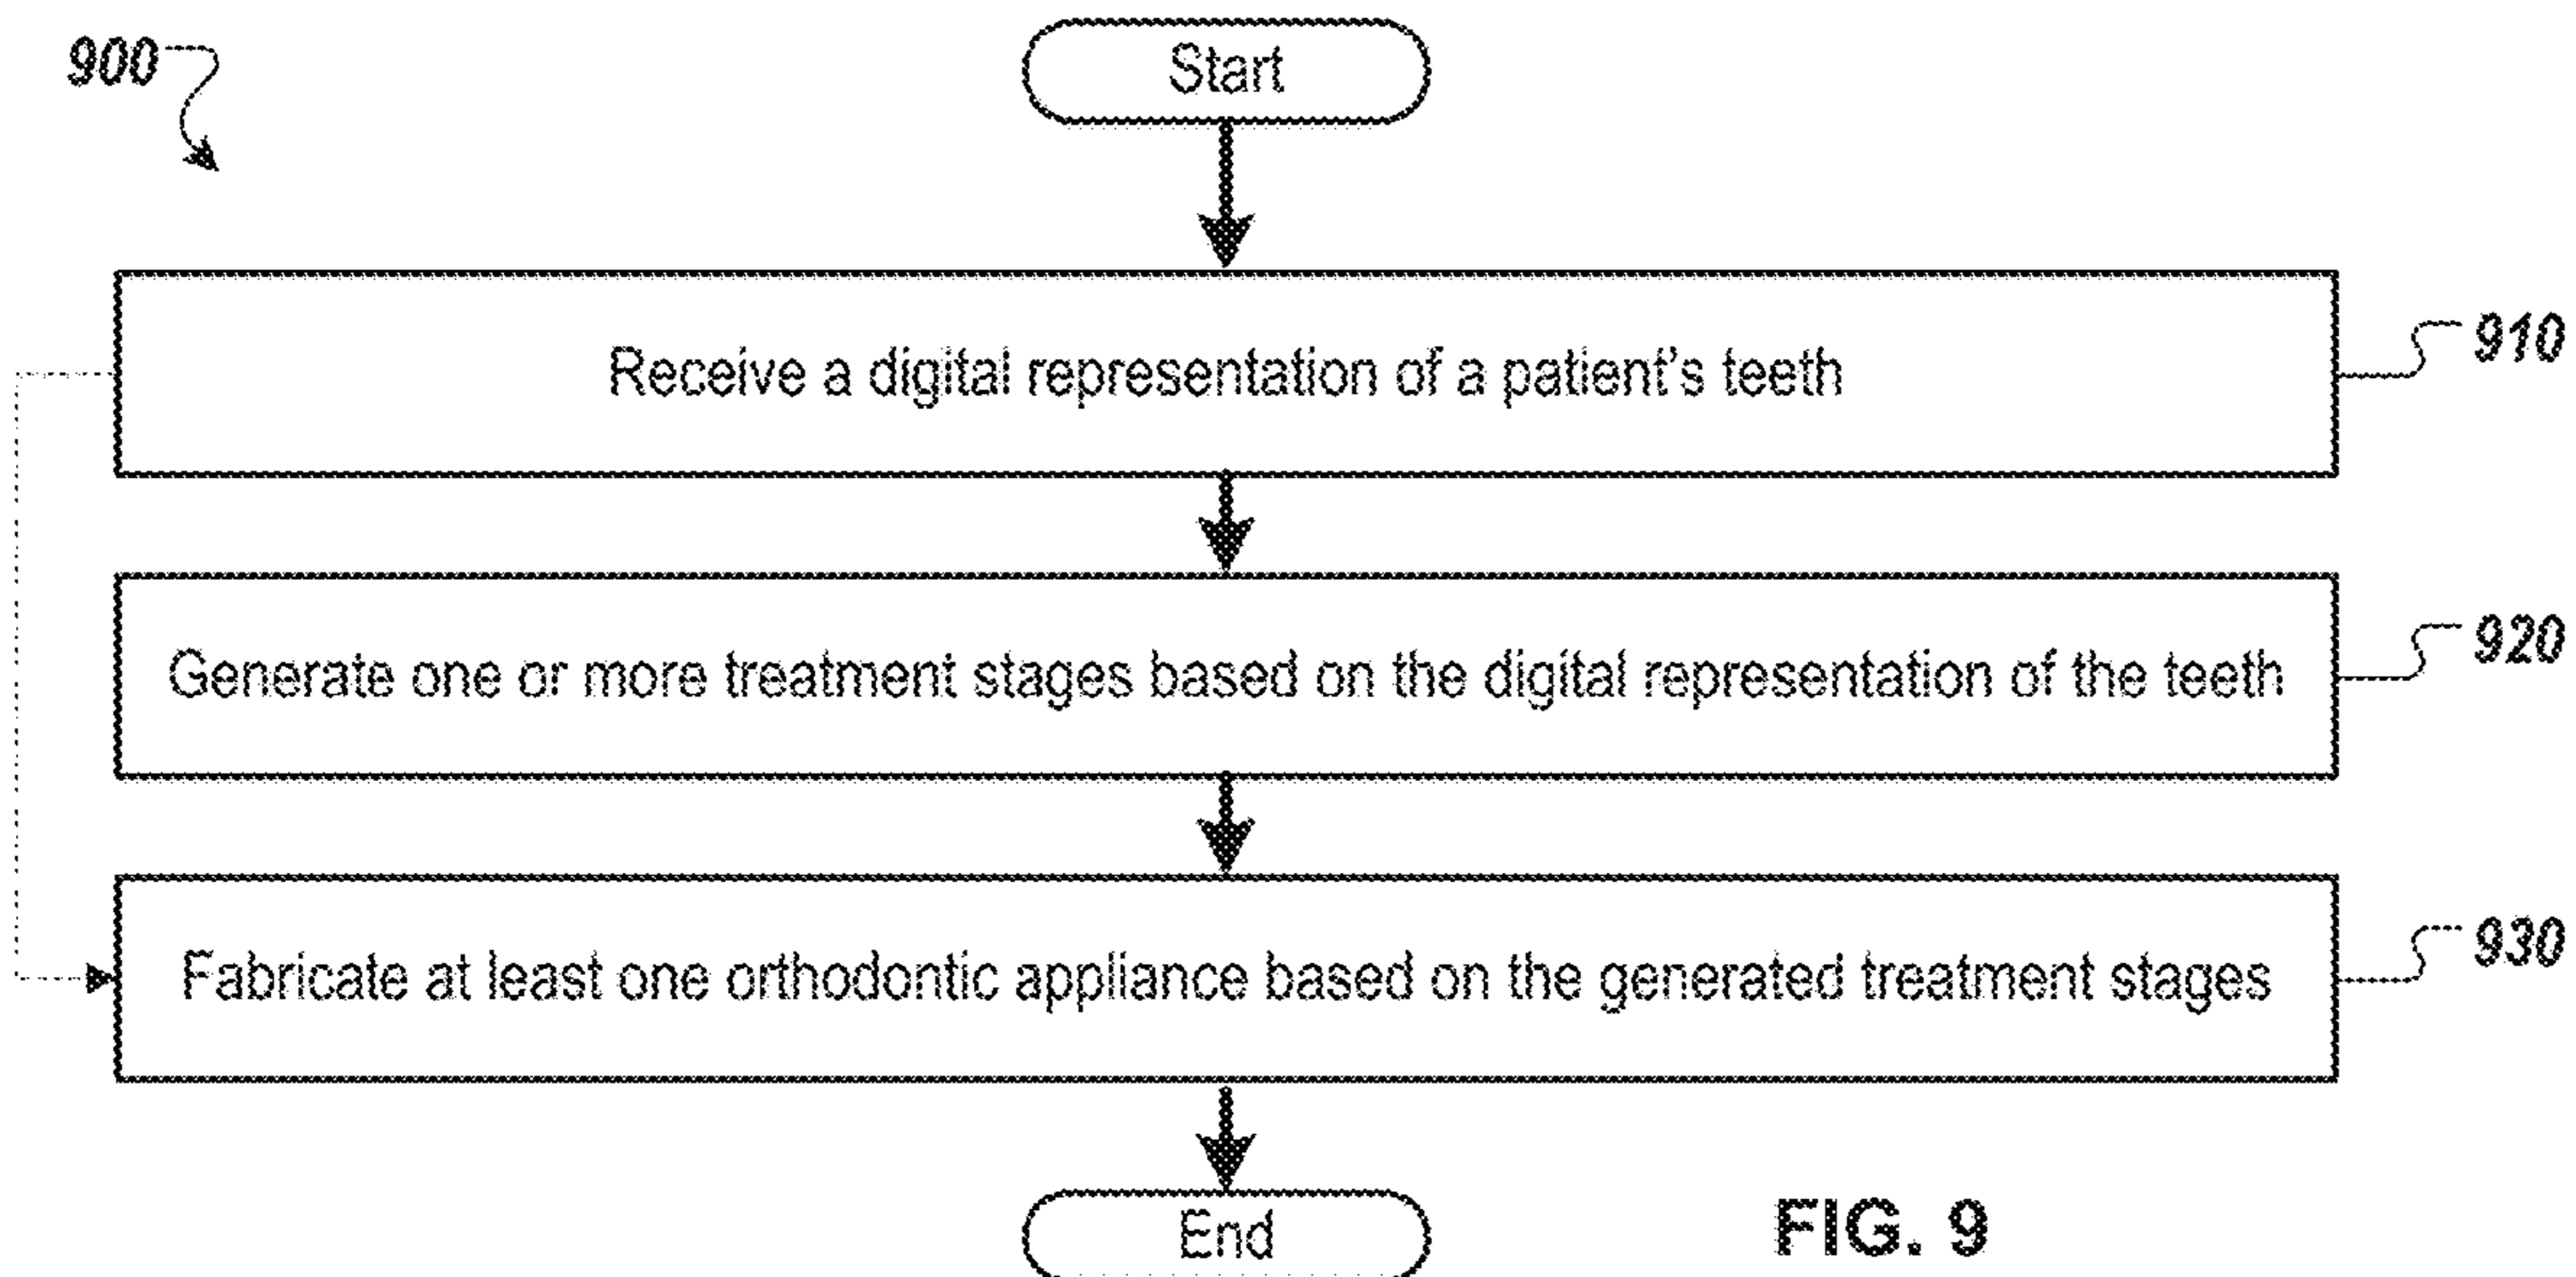 900
Start
Receive a digital representation of a patient's teeth
910
Generate one or more treatment stages based on the digital representation of the teeth
920
Fabricate at least one orthodontic appliance based on the generated treatment stages
930
End
FIG. 9